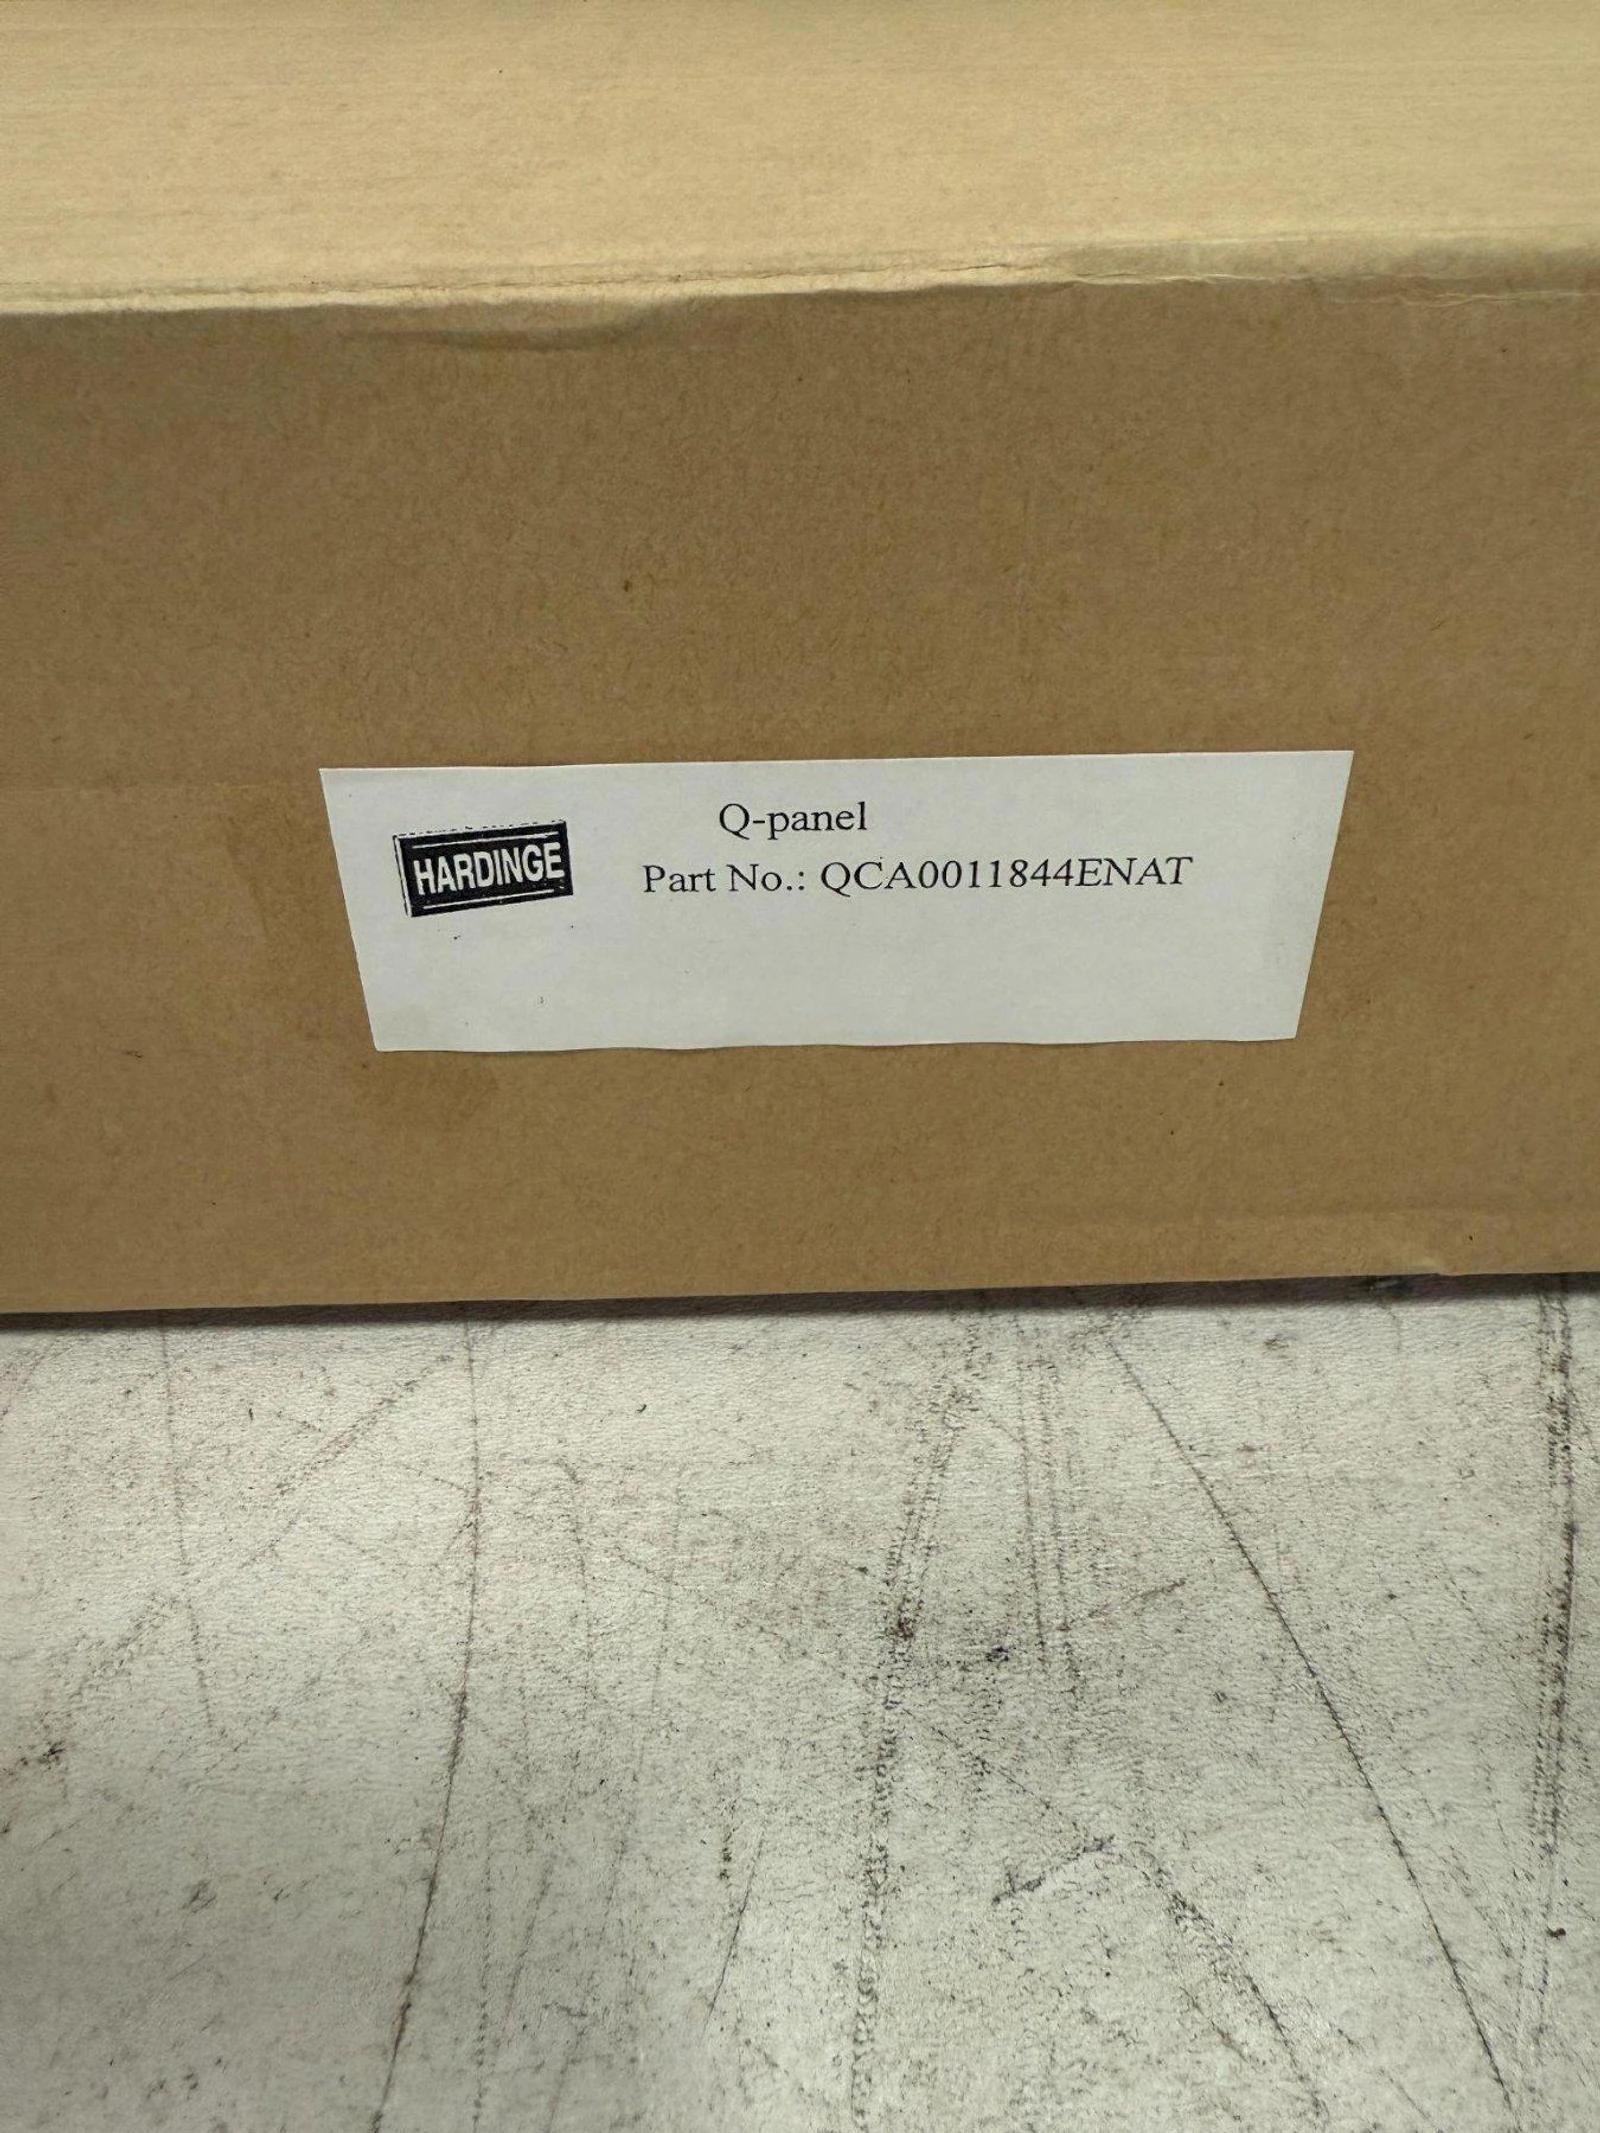 Q-panel
HARDINGE
Part No.: QCA0011844ENAT